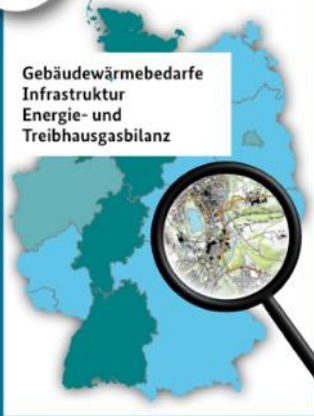 Gebäudewärmebedarfe
Infrastruktur
Energie- und
Treibhausgasbilanz